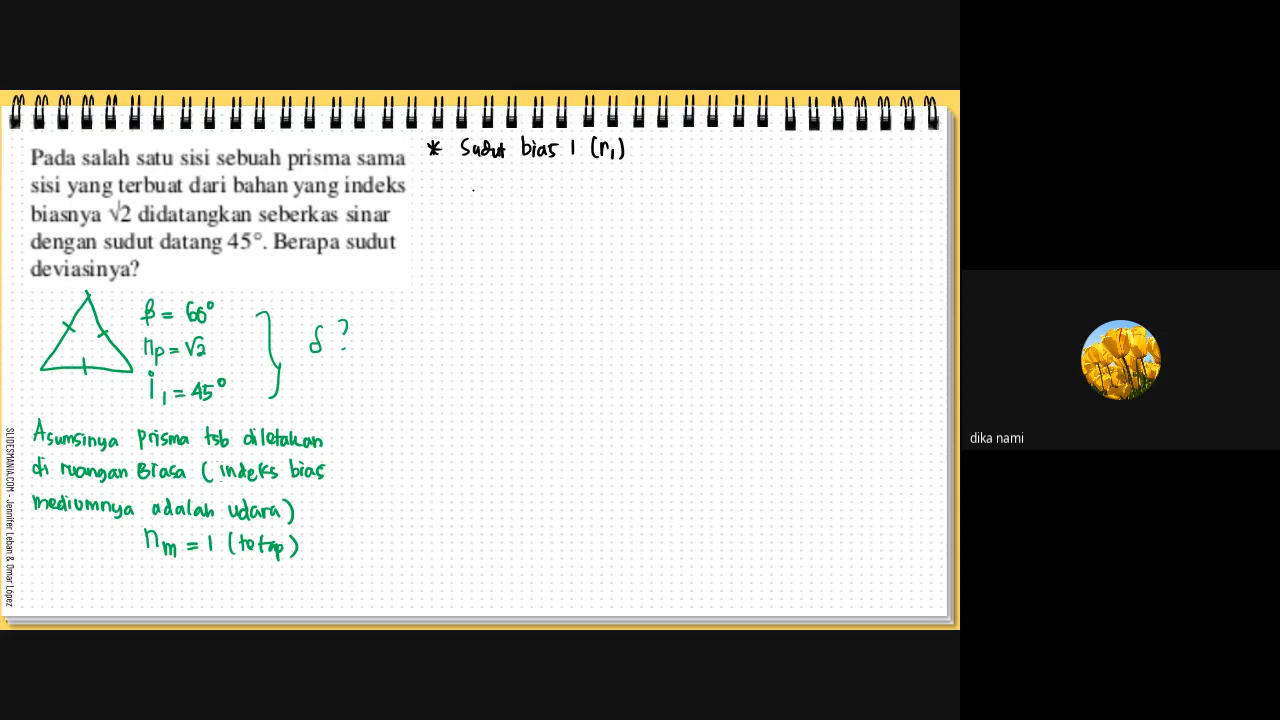 Pada salah satu sisi sebuah prisma sama
sisi yang terbuat dari bahan yang indeks
biasnya √2 didatangkan seberkas sinar
dengan sudut datang 45°. Berapa sudut
deviasinya?
β = 60°
np = √2
i1 = 45°
δ ?
Asumsinya prisma tsb diletakan
di ruangan Biasa (indeks bias
mediumnya adalah udara)
nm = 1 (tetap)
* Sudut bias 1 (r1)
SLIDESMANIA.COM - Jennifer Leban & Omar López
dika nami